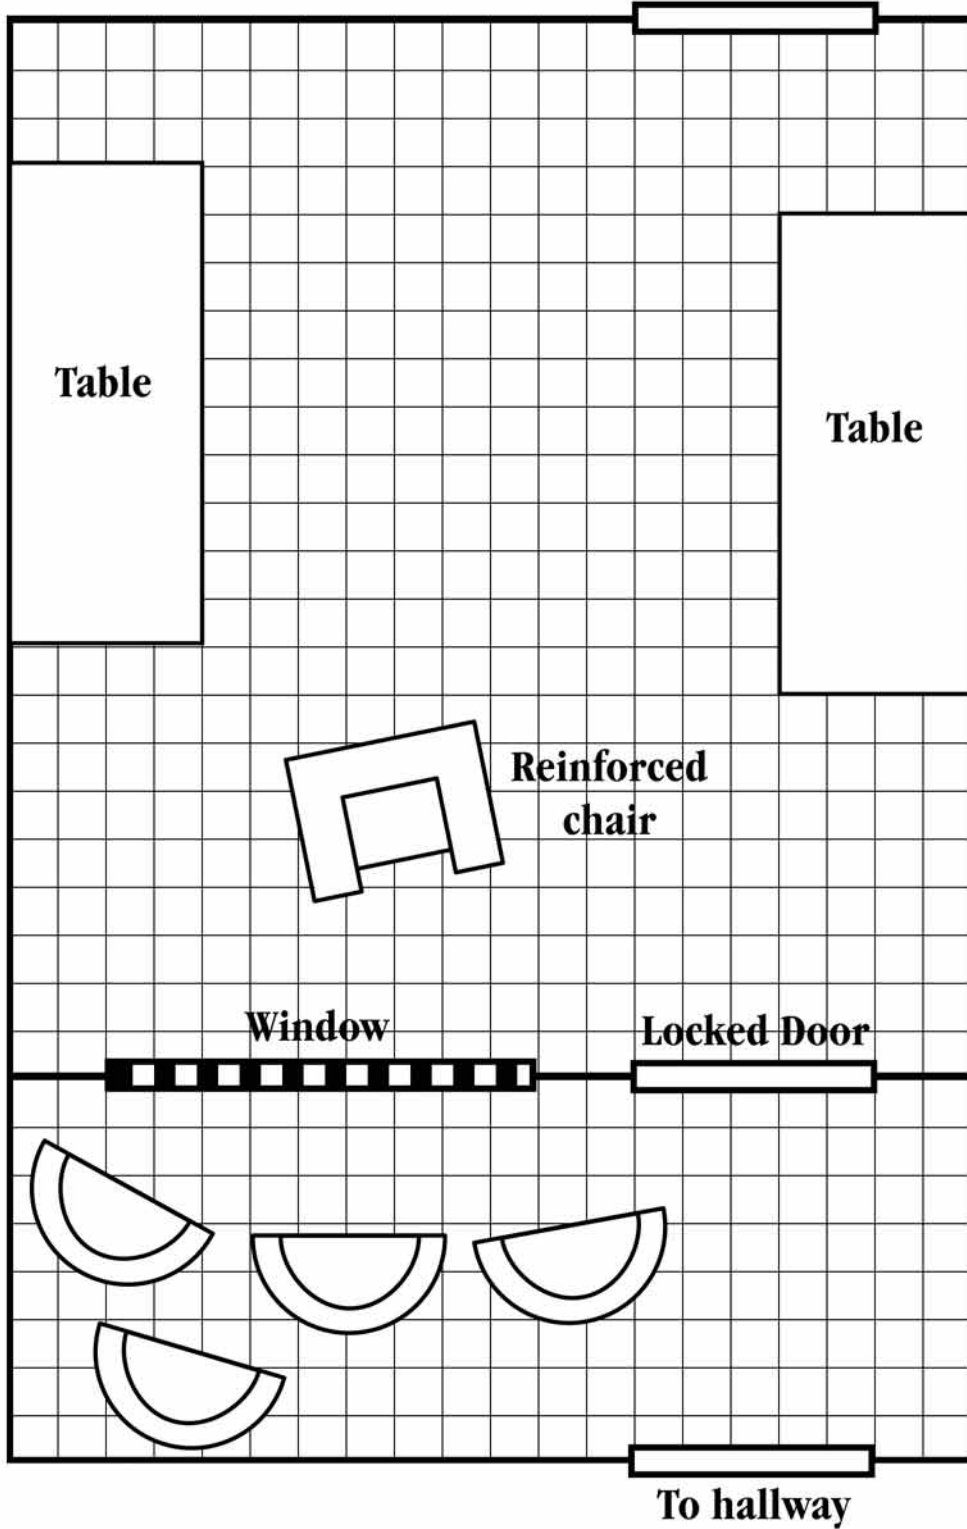 Table
Table
Reinforced
chair
Window
Locked Door
To hallway